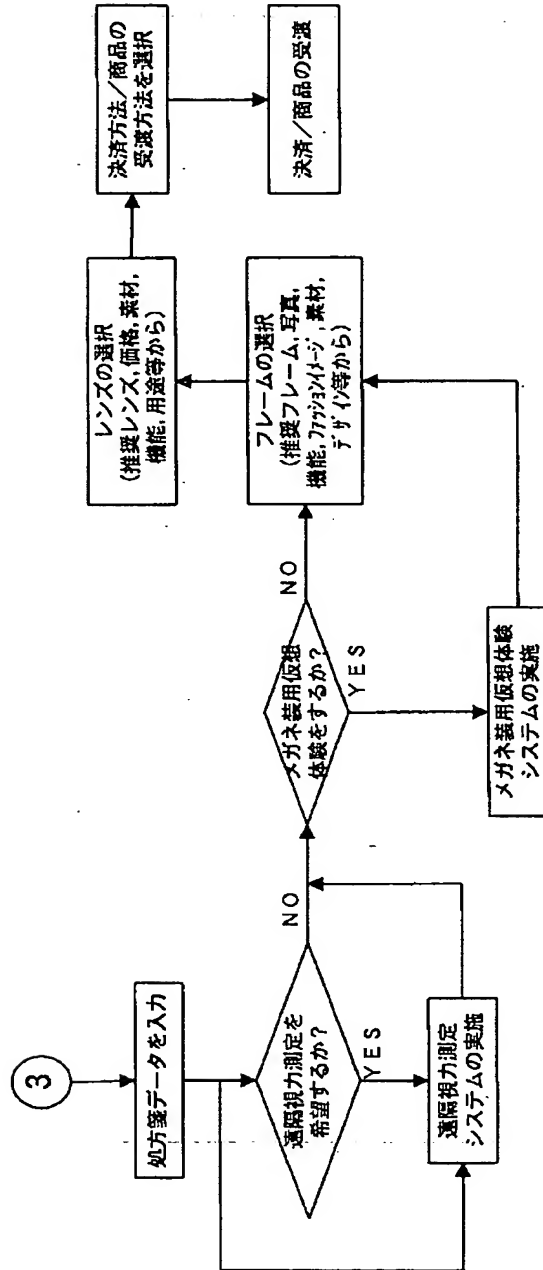 3
処方箋データを入力
遠隔視力測定を
希望するか？
NO
YES
遠隔視力測定
システムの実施
メガネ装用仮想
体験をするか？
NO
YES
メガネ装用仮想体験
システムの実施
フレームの選択
(推奨フレーム,写真,
機能,ファッションイメージ,素材,
デザイン等から)
レンズの選択
(推奨レンズ,価格,素材,
機能,用途等から)
決済方法／商品の
受渡方法を選択
決済／商品の受渡